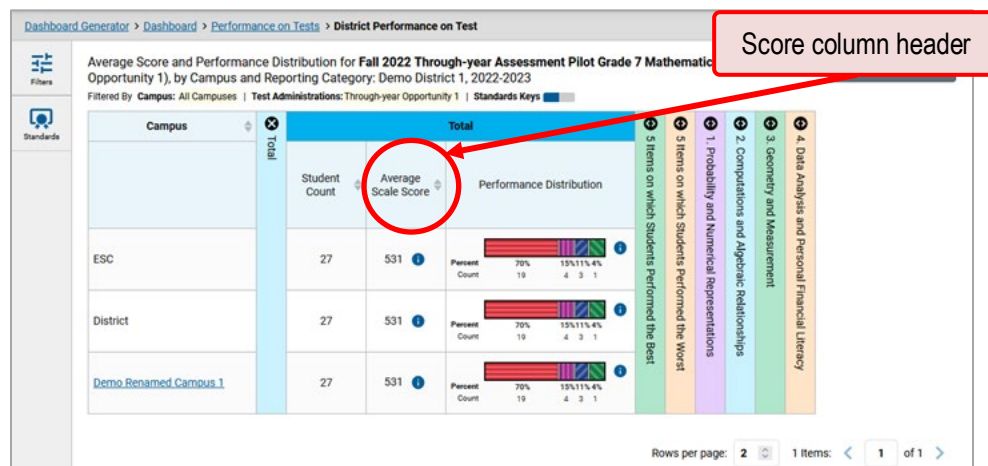 Dashboard Generator > Dashboard > Performance on Tests > District Performance on Test
Score column header
Filters
Standards
Average Score and Performance Distribution for Fall 2022 Through-year Assessment Pilot Grade 7 Mathematic
Opportunity 1), by Campus and Reporting Category: Demo District 1, 2022-2023
Filtered By Campus: All Campuses | Test Administrations: Through-year Opportunity 1 | Standards Keys
Campus
Total
Total
Student
Count
Average
Scale Score
Performance Distribution
5 Items on which Students Performed the Best
5 Items on which Students Performed the Worst
1. Probability and Numerical Representations
2. Computations and Algebraic Relationships
3. Geometry and Measurement
4. Data Analysis and Personal Financial Literacy
ESC 27 531
Percent 70% 15% 11% 4%
Count 19 4 3 1
District 27 531
Percent 70% 15% 11% 4%
Count 19 4 3 1
Demo Renamed Campus 1 27 531
Percent 70% 15% 11% 4%
Count 19 4 3 1
Rows per page: 2 1 Items: < 1 of 1 >